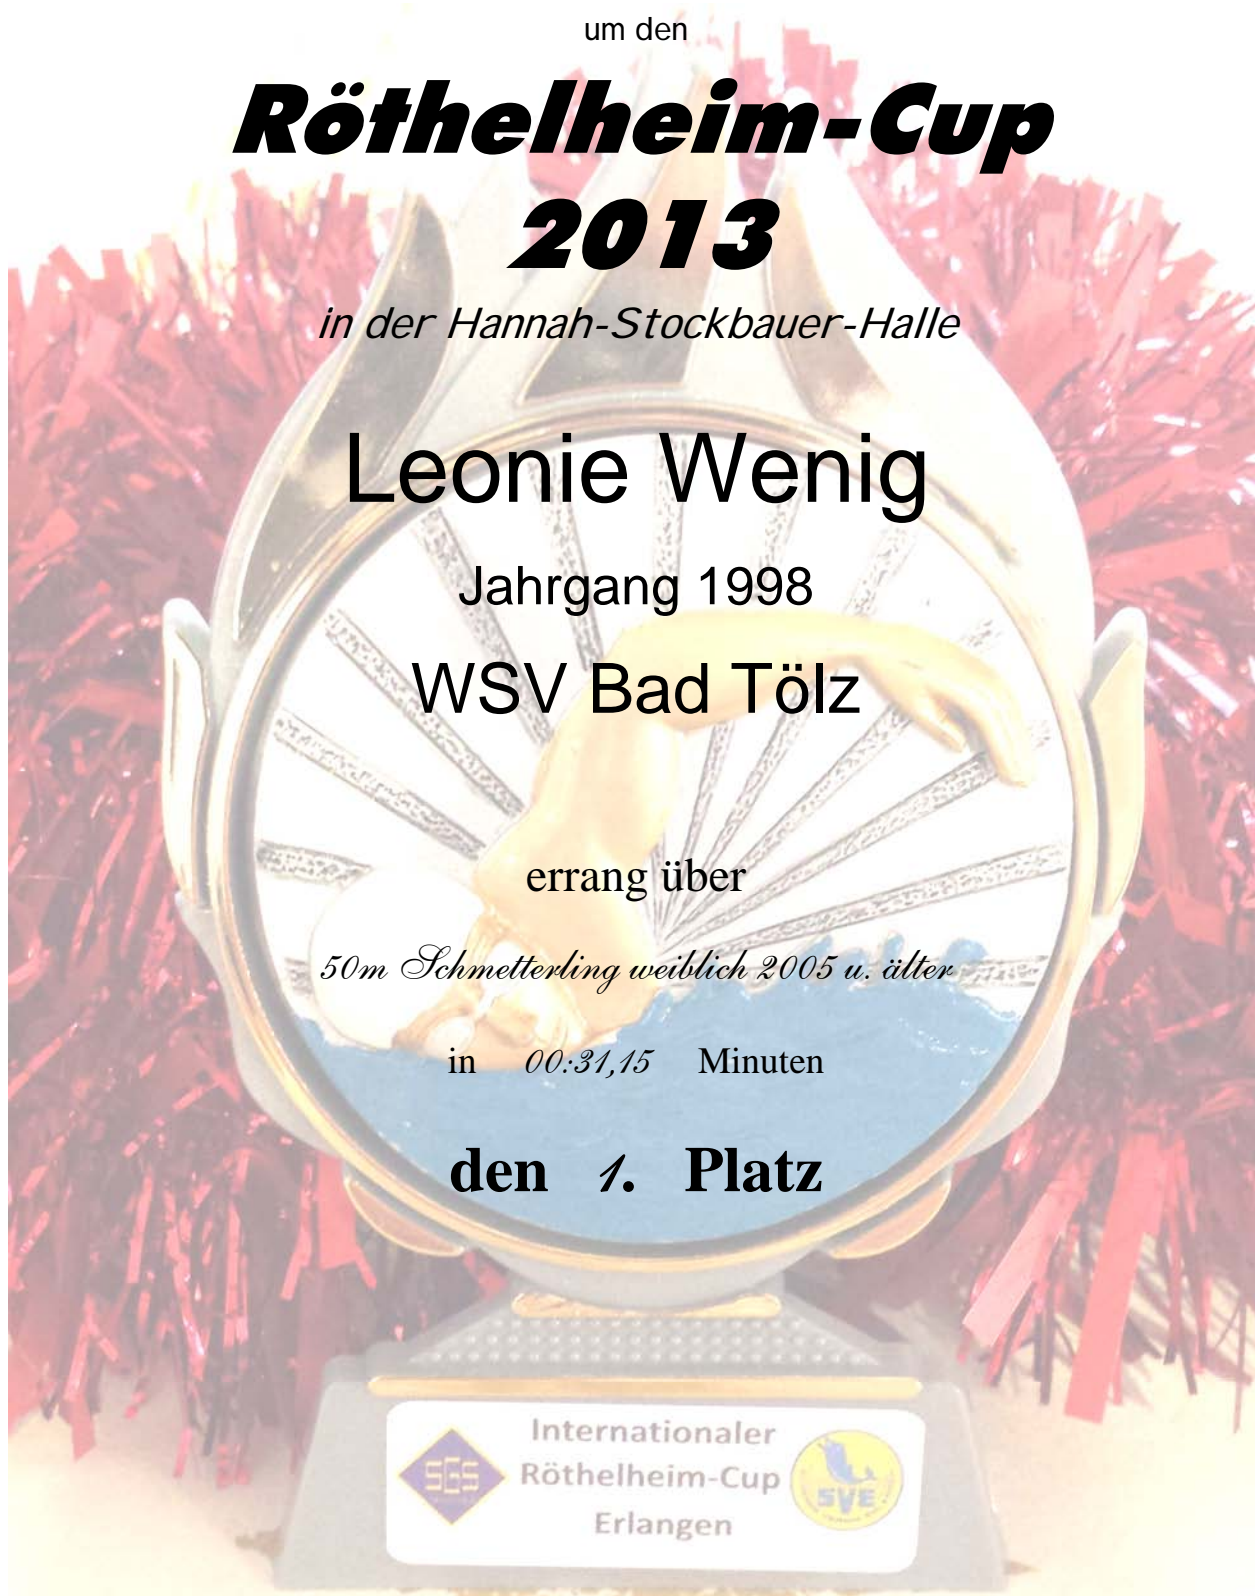 um den
Röthelheim-Cup
2013
in der Hannah-Stockbauer-Halle
Leonie Wenig
Jahrgang 1998
WSV Bad Tölz
errang über
50m Schmetterling weiblich 2005 u. älter
in 00:31,15 Minuten
den 1. Platz
Internationaler
SGS Röthelheim-Cup SVE
Erlangen